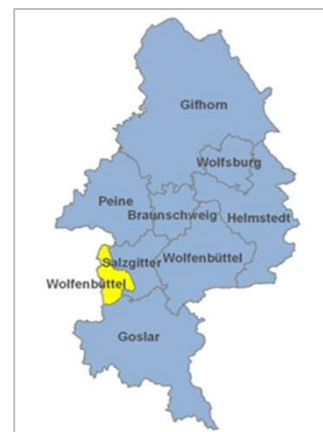 Gifhorn
Wolfsburg
Peine
Braunschweig
Helmstedt
Salzgitter
Wolfenbüttel
Wolfenbüttel
Goslar